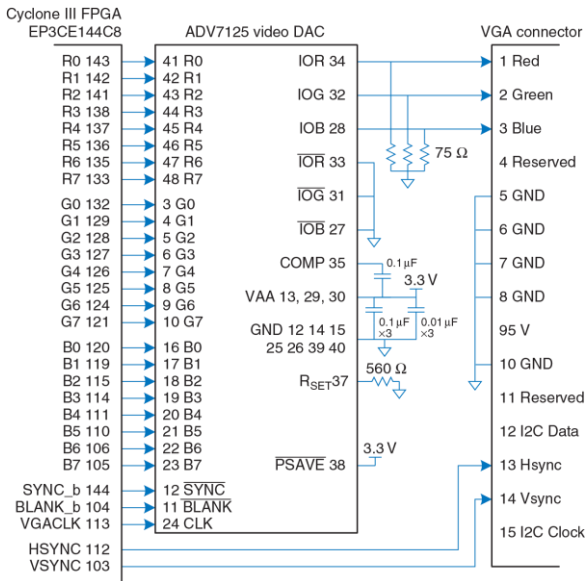 Cyclone III FPGA
EP3CE144C8
ADV7125 video DAC
VGA connector
R0 143
R1 142
R2 141
R3 138
R4 137
R5 136
R6 135
R7 133
G0 132
G1 129
G2 128
G3 127
G4 126
G5 125
G6 124
G7 121
B0 120
B1 119
B2 115
B3 114
B4 111
B5 110
B6 106
B7 105
SYNC_b 144
BLANK_b 104
VGACLK 113
HSYNC 112
VSYNC 103
41 R0
42 R1
43 R2
44 R3
45 R4
46 R5
47 R6
48 R7
3 G0
4 G1
5 G2
6 G3
7 G4
8 G5
9 G6
10 G7
16 B0
17 B1
18 B2
19 B3
20 B4
21 B5
22 B6
23 B7
12 SYNC
11 BLANK
24 CLK
IOR 34
IOG 32
IOB 28
IOR 33
IOG 31
IOB 27
COMP 35
VAA 13, 29, 30
GND 12 14 15
25 26 39 40
RSET37
PSAVE 38
75 Ω
0.1 µF
3.3 V
0.1 µF
×3
0.01 µF
×3
560 Ω
3.3 V
1 Red
2 Green
3 Blue
4 Reserved
5 GND
6 GND
7 GND
8 GND
95 V
10 GND
11 Reserved
12 I2C Data
13 Hsync
14 Vsync
15 I2C Clock